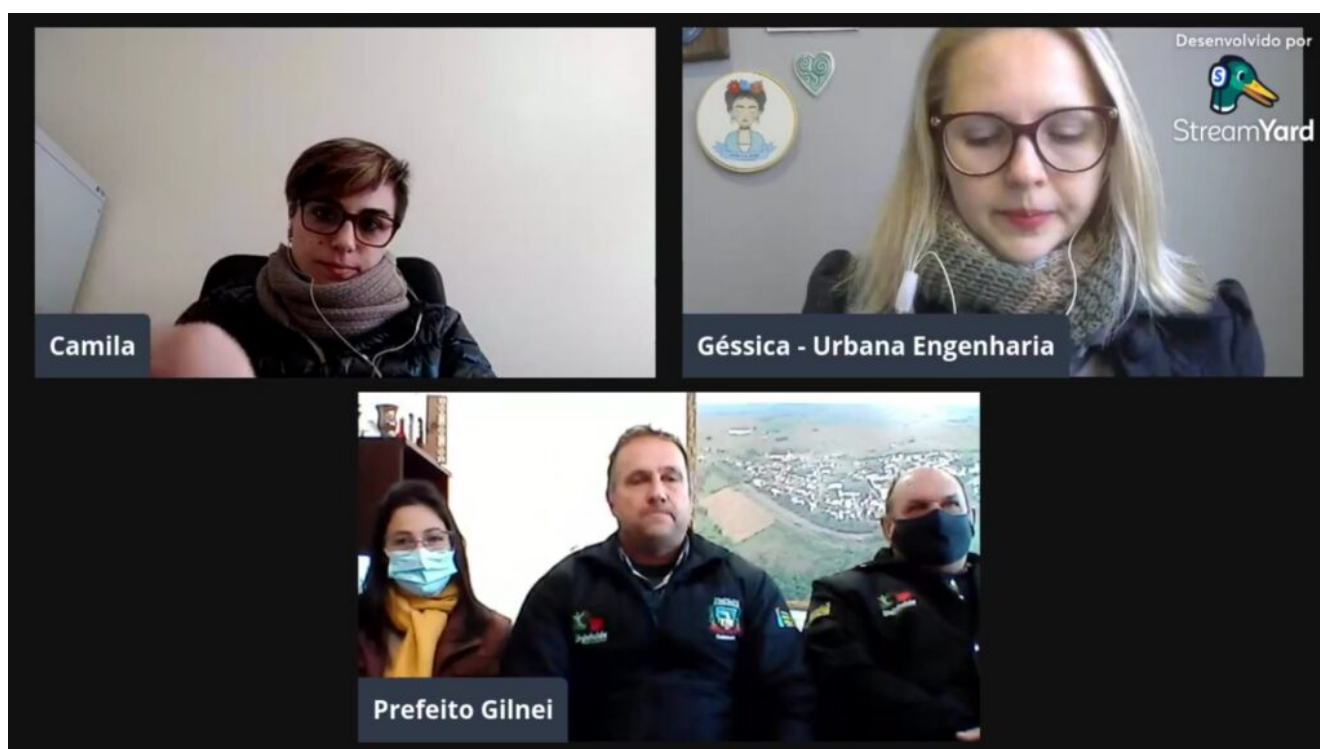 Desenvolvido por
StreamYard
Camila
Géssica - Urbana Engenharia
Prefeito Gilnei